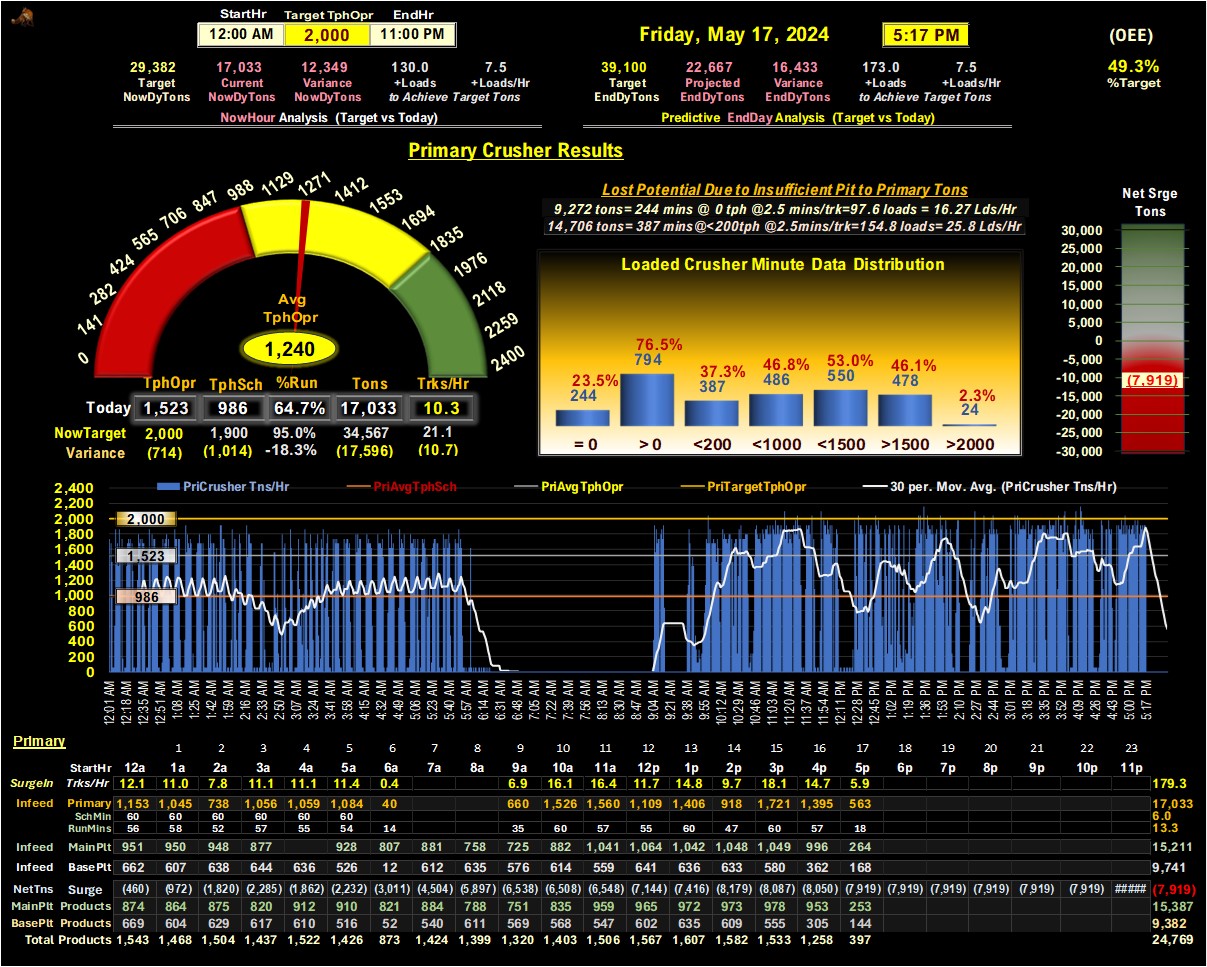 StartHr Target TphOpr EndHr
12:00 AM 2,000 11:00 PM
Friday, May 17, 2024 5:17 PM (OEE)
29,382 17,033 12,349 130.0 7.5 39,100 22,667 16,433 173.0 7.5 49.3%
Target Current Variance +Loads +Loads/Hr Target Projected Variance +Loads +Loads/Hr %Target
NowDyTons NowDyTons NowDyTons to Achieve Target Tons EndDyTons EndDyTons EndDyTons to Achieve Target Tons
NowHour Analysis (Target vs Today) Predictive EndDay Analysis (Target vs Today)
Primary Crusher Results
0 141 282 424 565 706 847 988 1129 1271 1412 1553 1694 1835 1976 2118 2259 2400
Avg
TphOpr
1,240
TphOpr TphSch %Run Tons Trks/Hr
Today 1,523 986 64.7% 17,033 10.3
NowTarget 2,000 1,900 95.0% 34,567 21.1
Variance (714) (1,014) -18.3% (17,596) (10.7)
Lost Potential Due to Insufficient Pit to Primary Tons
9,272 tons= 244 mins @ 0 tph @2.5 mins/trk=97.6 loads = 16.27 Lds/Hr
14,706 tons= 387 mins@<200tph @2.5mins/trk=154.8 loads= 25.8 Lds/Hr
Loaded Crusher Minute Data Distribution
23.5% 76.5% 37.3% 46.8% 53.0% 46.1% 2.3%
244 794 387 486 550 478 24
= 0 > 0 <200 <1000 <1500 >1500 >2000
Net Srge
Tons
30,000
25,000
20,000
15,000
10,000
5,000
0
-5,000
-10,000
(7,919)
-15,000
-20,000
-25,000
-30,000
PriCrusher Tns/Hr PriAvgTphSch PriAvgTphOpr PriTargetTphOpr 30 per. Mov. Avg. (PriCrusher Tns/Hr)
2,400
2,200
2,000 2,000
1,800
1,600 1,523
1,400
1,200
1,000 986
800
600
400
200
0
12:01 AM 12:18 AM 12:35 AM 12:51 AM 1:08 AM 1:25 AM 1:42 AM 1:59 AM 2:16 AM 2:33 AM 2:50 AM 3:07 AM 3:24 AM 3:41 AM 3:58 AM 4:15 AM 4:32 AM 4:49 AM 5:06 AM 5:23 AM 5:40 AM 5:57 AM 6:14 AM 6:31 AM 6:48 AM 7:05 AM 7:22 AM 7:39 AM 7:56 AM 8:13 AM 8:30 AM 8:47 AM 9:04 AM 9:21 AM 9:38 AM 9:55 AM 10:12 AM 10:29 AM 10:46 AM 11:03 AM 11:20 AM 11:37 AM 11:54 AM 12:11 PM 12:28 PM 12:45 PM 1:02 PM 1:19 PM 1:36 PM 1:53 PM 2:10 PM 2:27 PM 2:44 PM 3:01 PM 3:18 PM 3:35 PM 3:52 PM 4:09 PM 4:26 PM 4:43 PM 5:00 PM 5:17 PM
Primary
1 2 3 4 5 6 7 8 9 10 11 12 13 14 15 16 17 18 19 20 21 22 23
StartHr 12a 1a 2a 3a 4a 5a 6a 7a 8a 9a 10a 11a 12p 1p 2p 3p 4p 5p 6p 7p 8p 9p 10p 11p
SurgeIn Trks/Hr 12.1 11.0 7.8 11.1 11.1 11.4 0.4 6.9 16.1 16.4 11.7 14.8 9.7 18.1 14.7 5.9 179.3
Infeed Primary 1,153 1,045 738 1,056 1,059 1,084 40 660 1,526 1,560 1,109 1,406 918 1,721 1,395 563 17,033
SchMin 60 60 60 60 60 60 6.0
RunMins 56 58 52 57 55 54 14 35 60 57 55 60 47 60 57 18 13.3
Infeed MainPlt 951 950 948 877 928 807 881 758 725 882 1,041 1,064 1,042 1,048 1,049 996 264 15,211
Infeed BasePlt 662 607 638 644 636 526 12 612 635 576 614 559 641 636 633 580 362 168 9,741
NetTns Surge (460) (972) (1,820) (2,285) (1,862) (2,232) (3,011) (4,504) (5,897) (6,538) (6,508) (6,548) (7,144) (7,416) (8,179) (8,087) (8,050) (7,919) (7,919) (7,919) (7,919) (7,919) (7,919) ##### (7,919)
MainPlt Products 874 864 875 820 912 910 821 884 788 751 835 959 965 972 973 978 953 253 15,387
BasePlt Products 669 604 629 617 610 516 52 540 611 569 568 547 602 635 609 555 305 144 9,382
Total Products 1,543 1,468 1,504 1,437 1,522 1,426 873 1,424 1,399 1,320 1,403 1,506 1,567 1,607 1,582 1,533 1,258 397 24,769